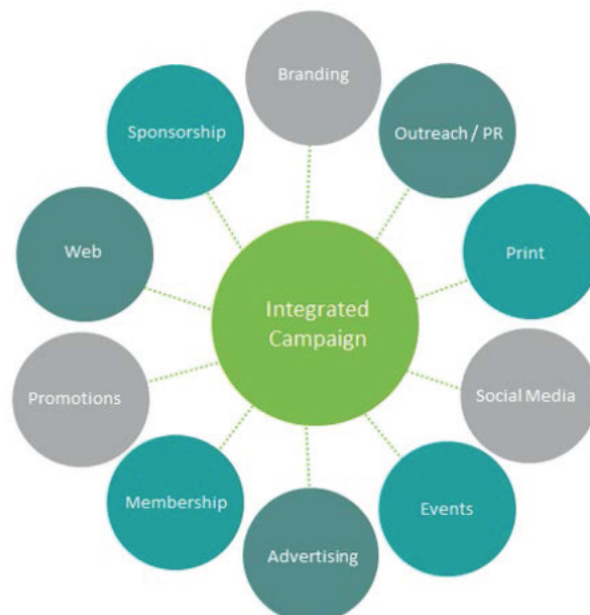 Branding
Outreach / PR
Sponsorship
Print
Web
Integrated
Campaign
Social Media
Promotions
Events
Membership
Advertising